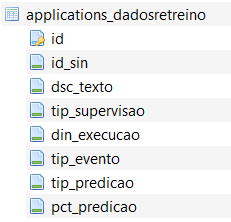 applications_dadosretreino
id
id_sin
dsc_texto
tip_supervisao
din_execucao
tip_evento
tip_predicao
pct_predicao